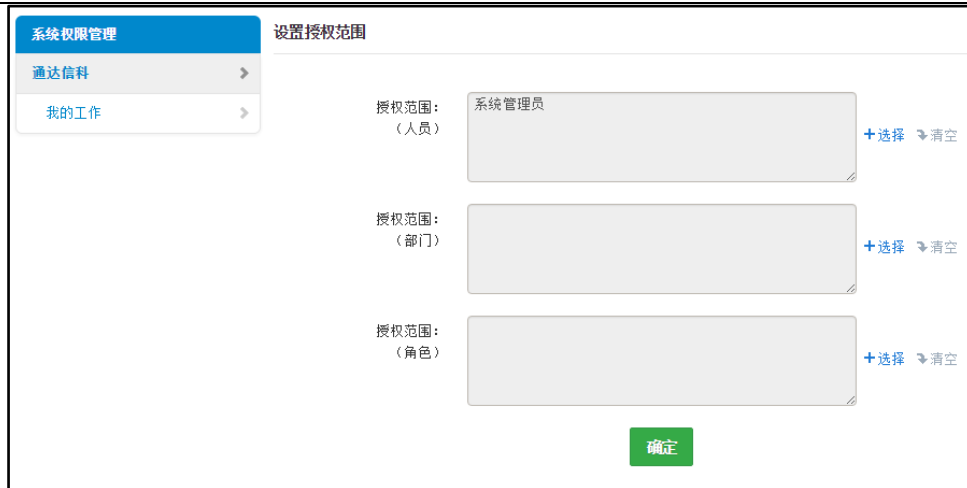 系统权限管理
通达信科
我的工作
设置授权范围
授权范围：
（人员）
系统管理员
选择 清空
授权范围：
（部门）
选择 清空
授权范围：
（角色）
选择 清空
确定